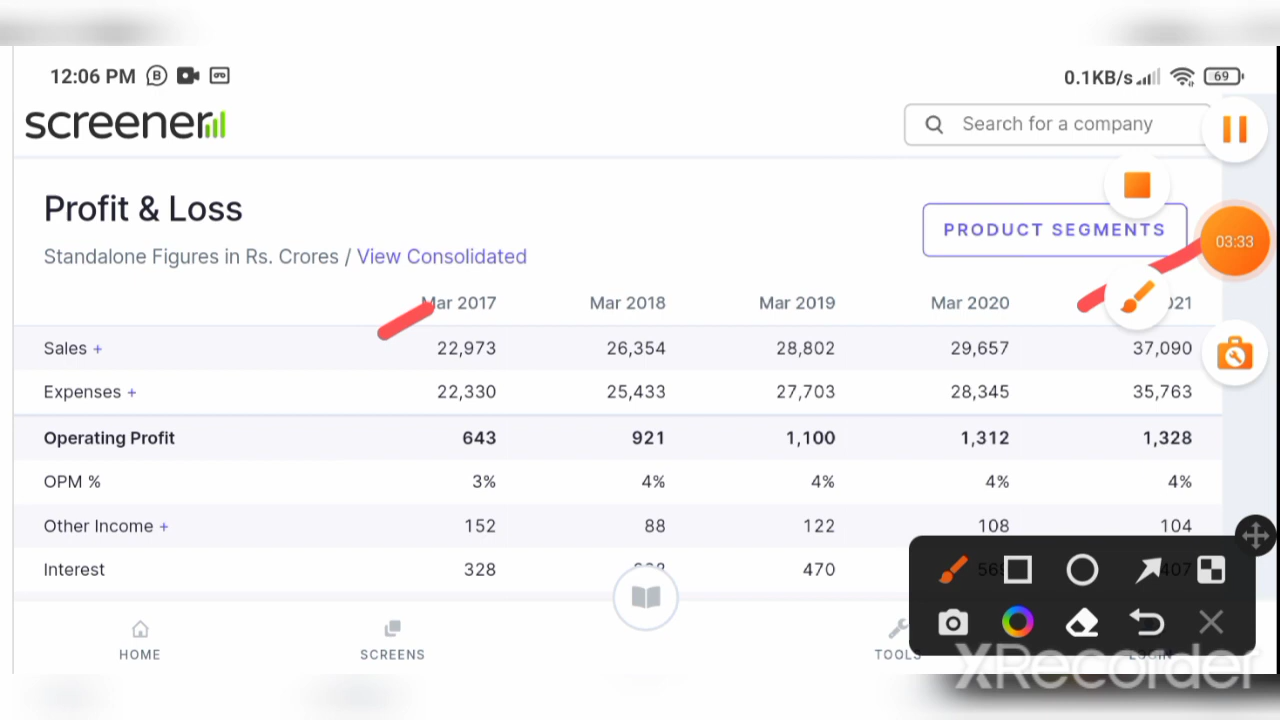 12:06 PM B 0.1KB/s 69
screener Search for a company
Profit & Loss
PRODUCT SEGMENTS
03:33
Standalone Figures in Rs. Crores / View Consolidated
Mar 2017 Mar 2018 Mar 2019 Mar 2020 021
Sales + 22,973 26,354 28,802 29,657 37,090
Expenses + 22,330 25,433 27,703 28,345 35,763
Operating Profit 643 921 1,100 1,312 1,328
OPM % 3% 4% 4% 4% 4%
Other Income + 152 88 122 108 104
Interest 328 470 407
HOME SCREENS TOOLS LOGIN
XRecorder